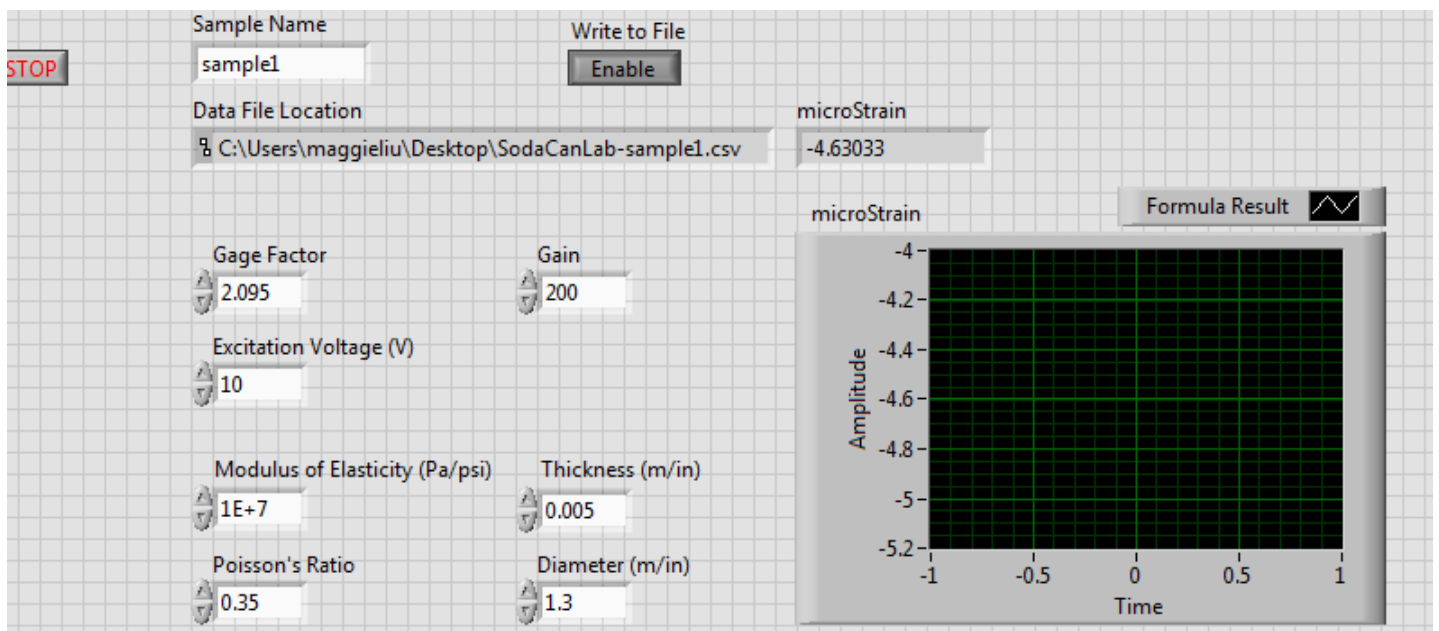 Sample Name
Write to File
STOP
sample1
Enable
Data File Location
microStrain
C:\Users\maggieliu\Desktop\SodaCanLab-sample1.csv
-4.63033
microStrain
Formula Result
Gage Factor
Gain
2.095
200
Excitation Voltage (V)
10
Modulus of Elasticity (Pa/psi)
Thickness (m/in)
1E+7
0.005
Poisson's Ratio
Diameter (m/in)
0.35
1.3
Amplitude
-4
-4.2
-4.4
-4.6
-4.8
-5
-5.2
-1
-0.5
0
0.5
1
Time